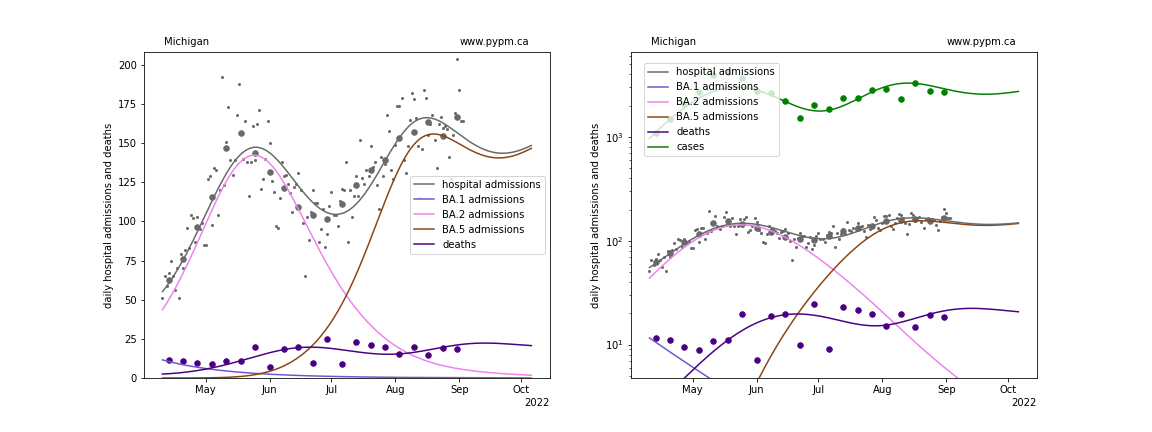 Michigan
www.pypm.ca
daily hospital admissions and deaths
200
175
150
125
100
75
50
25
0
hospital admissions
BA.1 admissions
BA.2 admissions
BA.5 admissions
deaths
May
Jun
Jul
Aug
Sep
Oct
2022
Michigan
www.pypm.ca
daily hospital admissions and deaths
10³
10²
10¹
hospital admissions
BA.1 admissions
BA.2 admissions
BA.5 admissions
deaths
cases
May
Jun
Jul
Aug
Sep
Oct
2022